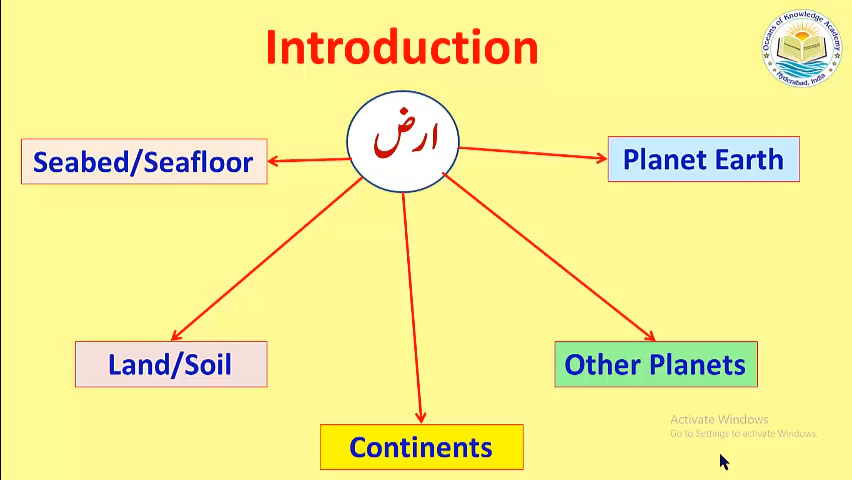 Introduction
Oceans of Knowledge Academy
Hyderabad, India
ارض
Seabed/Seafloor
Planet Earth
Land/Soil
Other Planets
Continents
Activate Windows
Go to Settings to activate Windows.